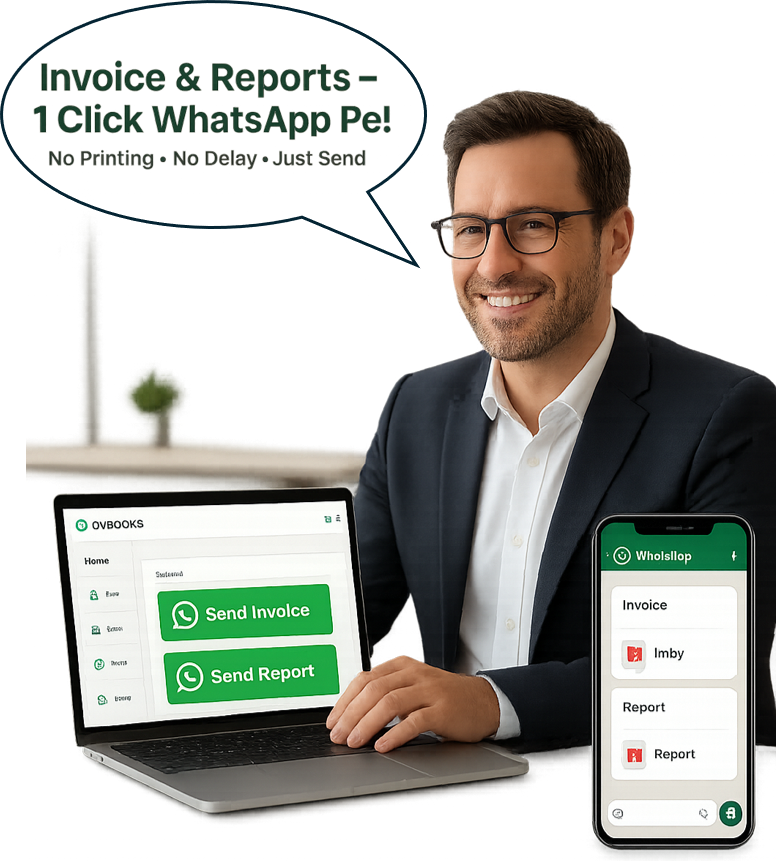 Invoice & Reports –
1 Click WhatsApp Pe!
No Printing • No Delay • Just Send
OVBOOKS
Home
Send Involce
Send Report
Wholsllop
Invoice
Imby
Report
Report